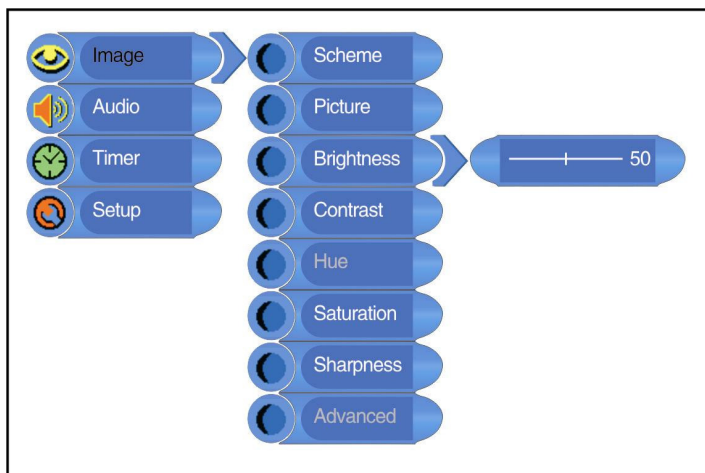 Image
Audio
Timer
Setup
Scheme
Picture
Brightness
Contrast
Hue
Saturation
Sharpness
Advanced
50